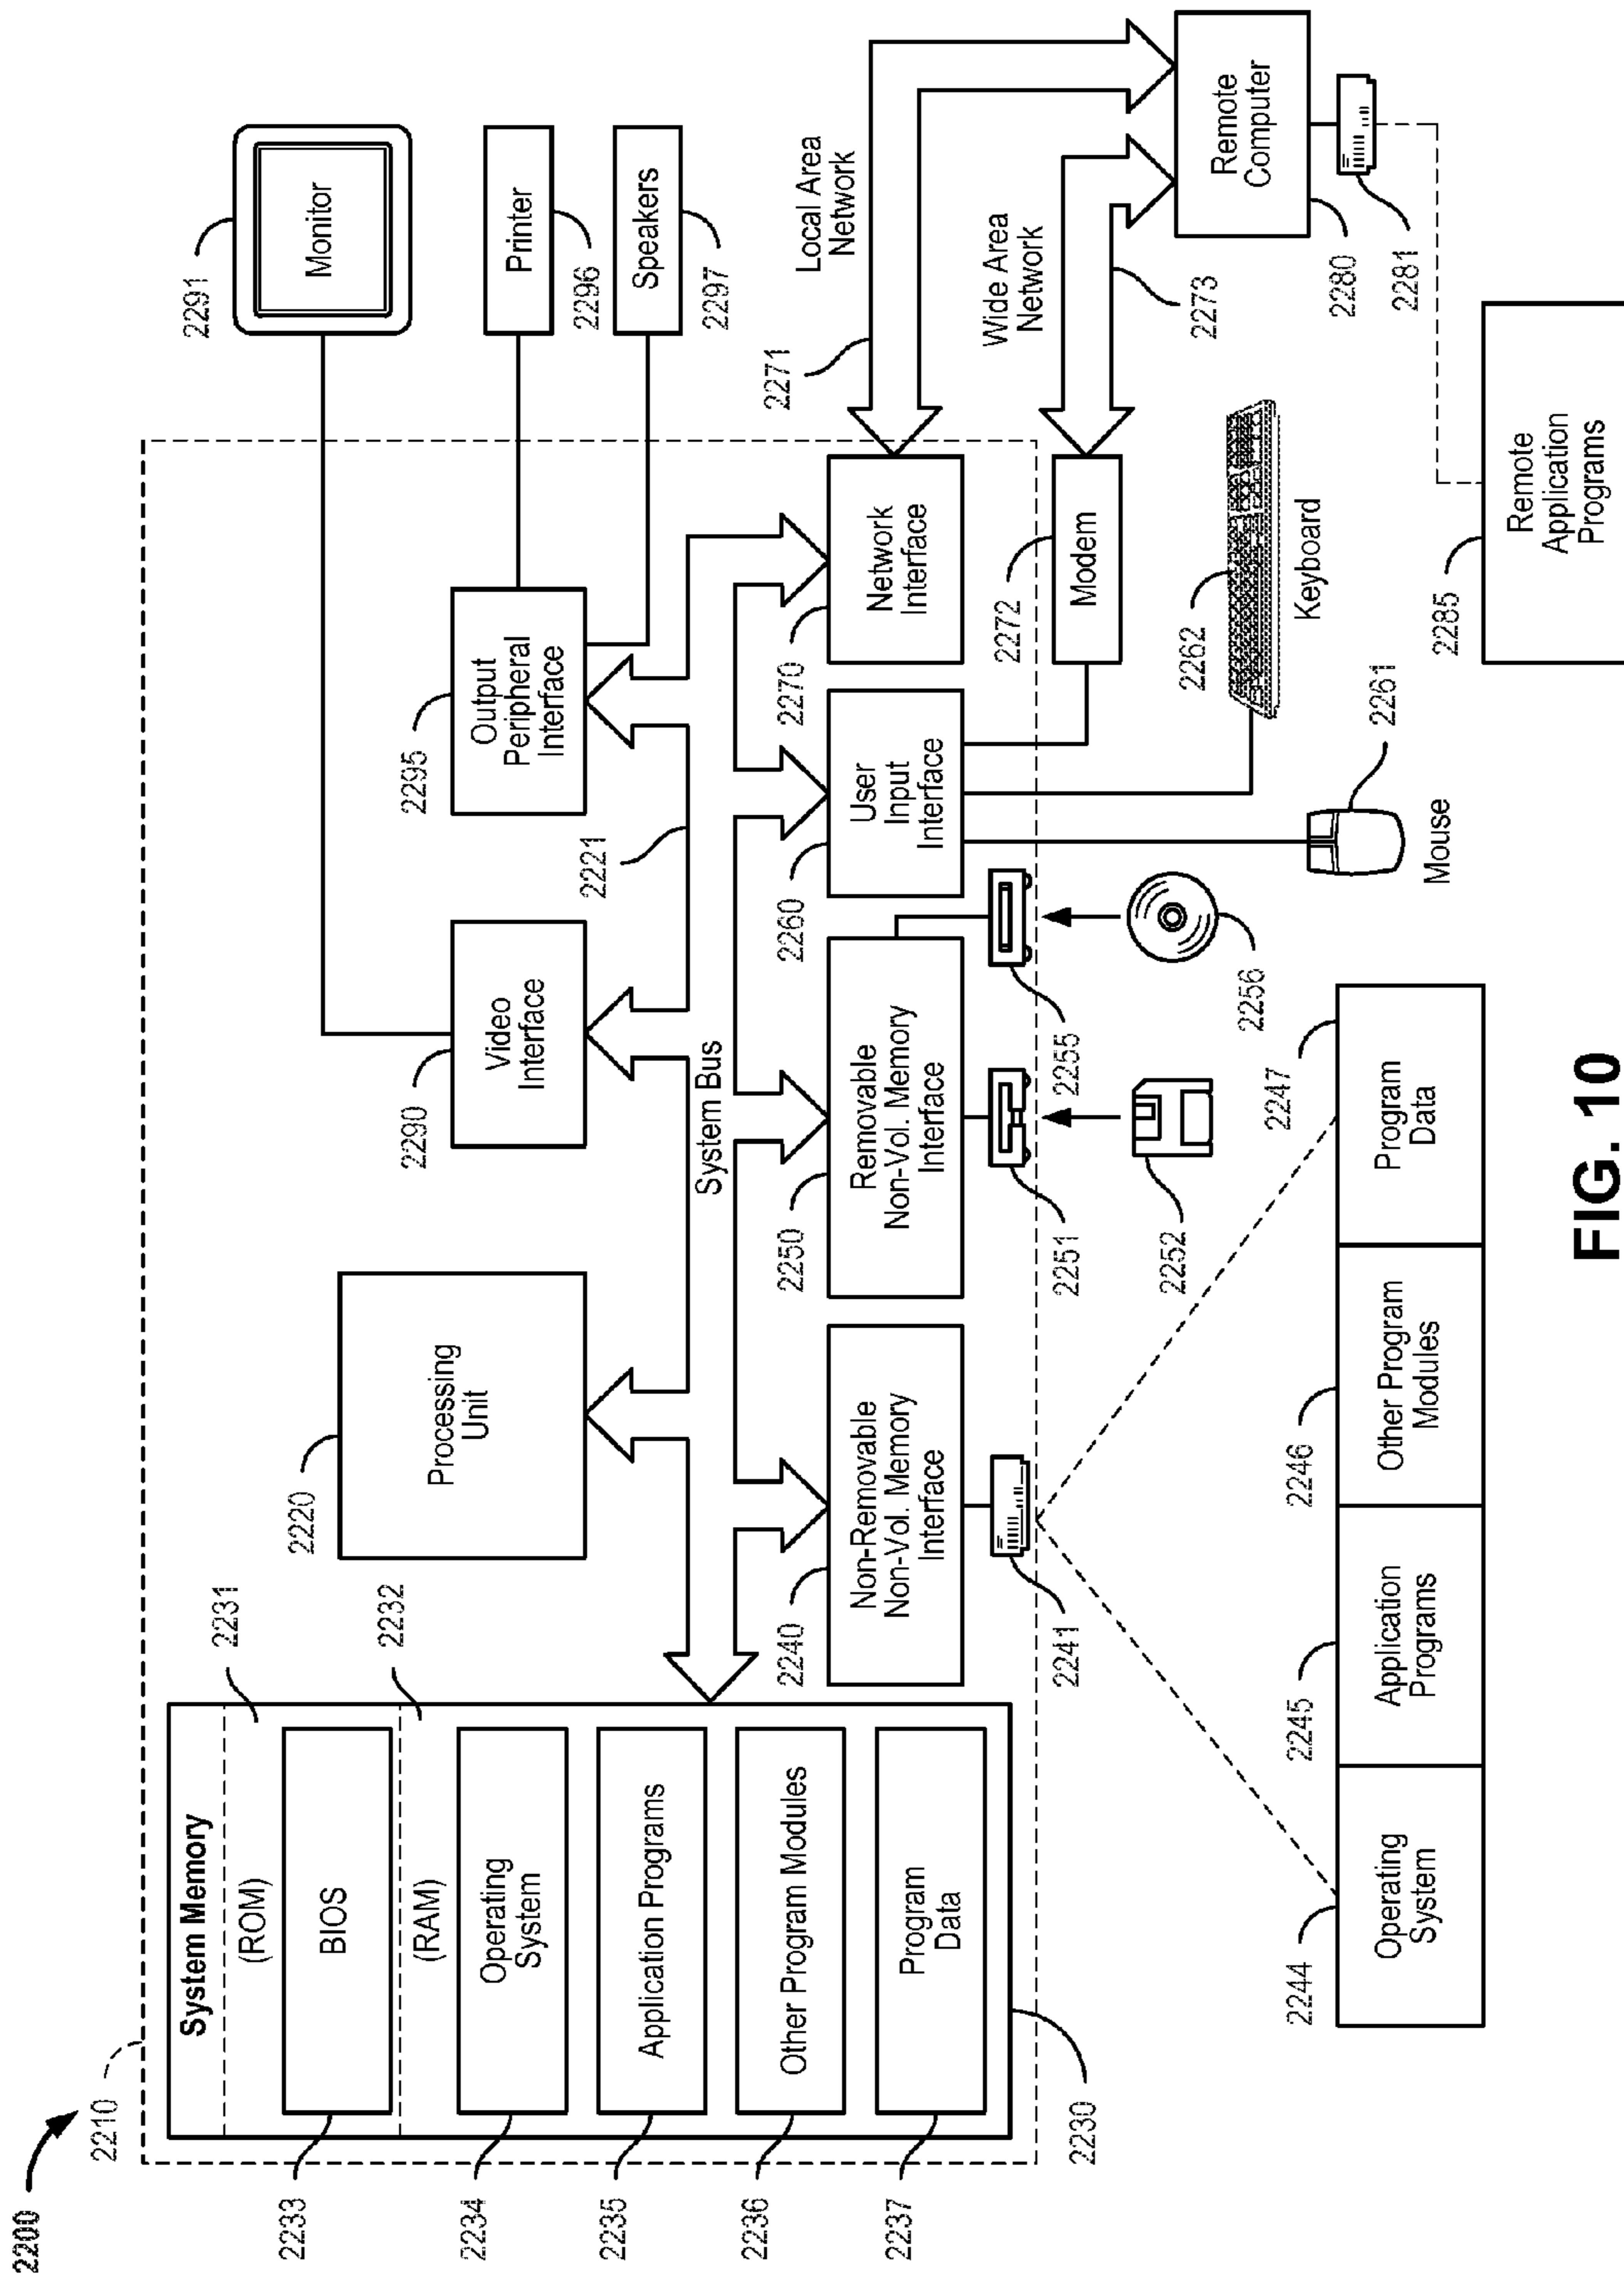 2200
2210
System Memory
(ROM)
2231
BIOS
2233
(RAM)
2232
Operating
System
2234
Application Programs
2235
Other Program Modules
2236
Program
Data
2237
2230
2220
Processing
Unit
2290
Video
Interface
2295
Output
Peripheral
Interface
2291
Monitor
Printer
2296
Speakers
2297
System Bus
2221
2240
Non-Removable
Non-Vol. Memory
Interface
2250
Removable
Non-Vol. Memory
Interface
2260
User
Input
Interface
2270
Network
Interface
2271
Local Area
Network
2241
2251
2255
2252
2256
2272
Modem
Wide Area
Network
2273
Remote
Computer
2280
2281
2262
Keyboard
2261
Mouse
2244
Operating
System
2245
Application
Programs
2246
Other Program
Modules
2247
Program
Data
2285
Remote
Application
Programs
FIG. 10